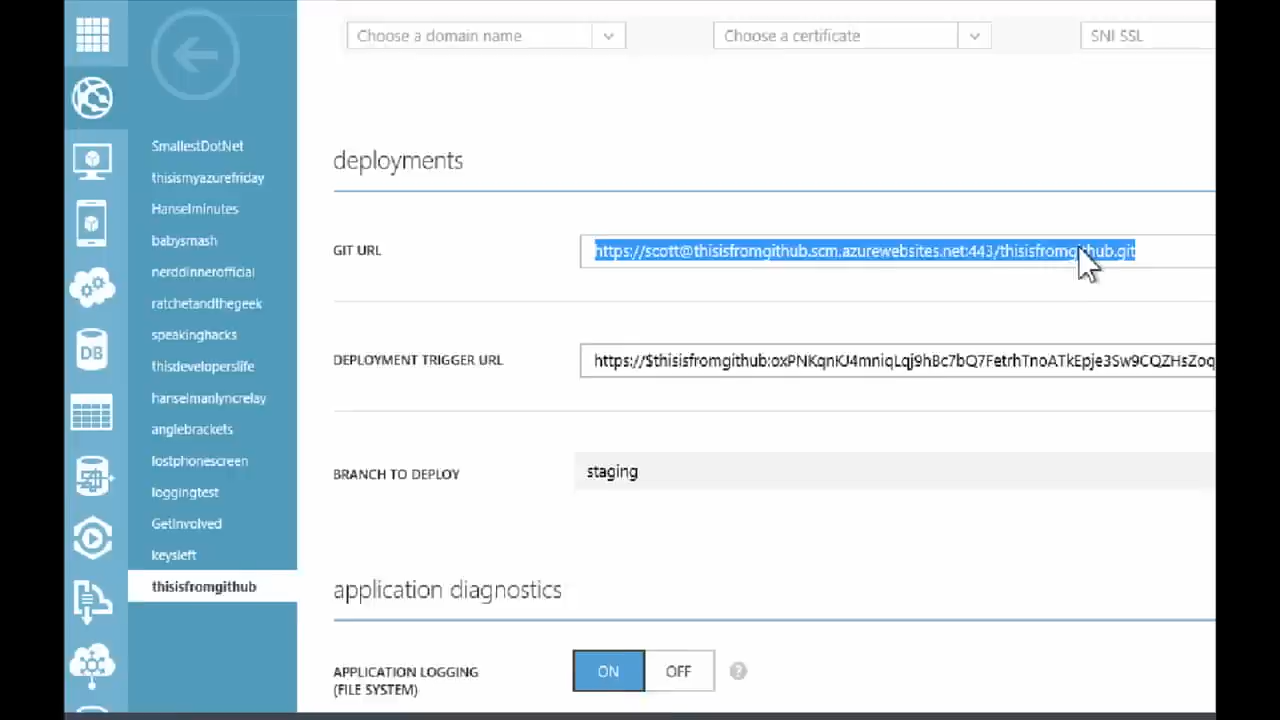 Choose a domain name
Choose a certificate
SNI SSL
SmallestDotNet
thisismyazurefriday
Hanselminutes
babysmash
nerddinnerofficial
ratchetandthegeek
speakinghacks
thisdeveloperslife
hanselmanlyncrelay
anglebrackets
lostphonescreen
loggingtest
GetInvolved
keysleft
thisisfromgithub
deployments
GIT URL
https://scott@thisisfromgithub.scm.azurewebsites.net:443/thisisfromgithub.git
DEPLOYMENT TRIGGER URL
https://$thisisfromgithub:oxPNKqnKJ4mniqLqj9hBc7bQ7FetrhTnoATkEpje3Sw9CQZHsZoq
BRANCH TO DEPLOY
staging
application diagnostics
APPLICATION LOGGING
(FILE SYSTEM)
ON
OFF
?
DB